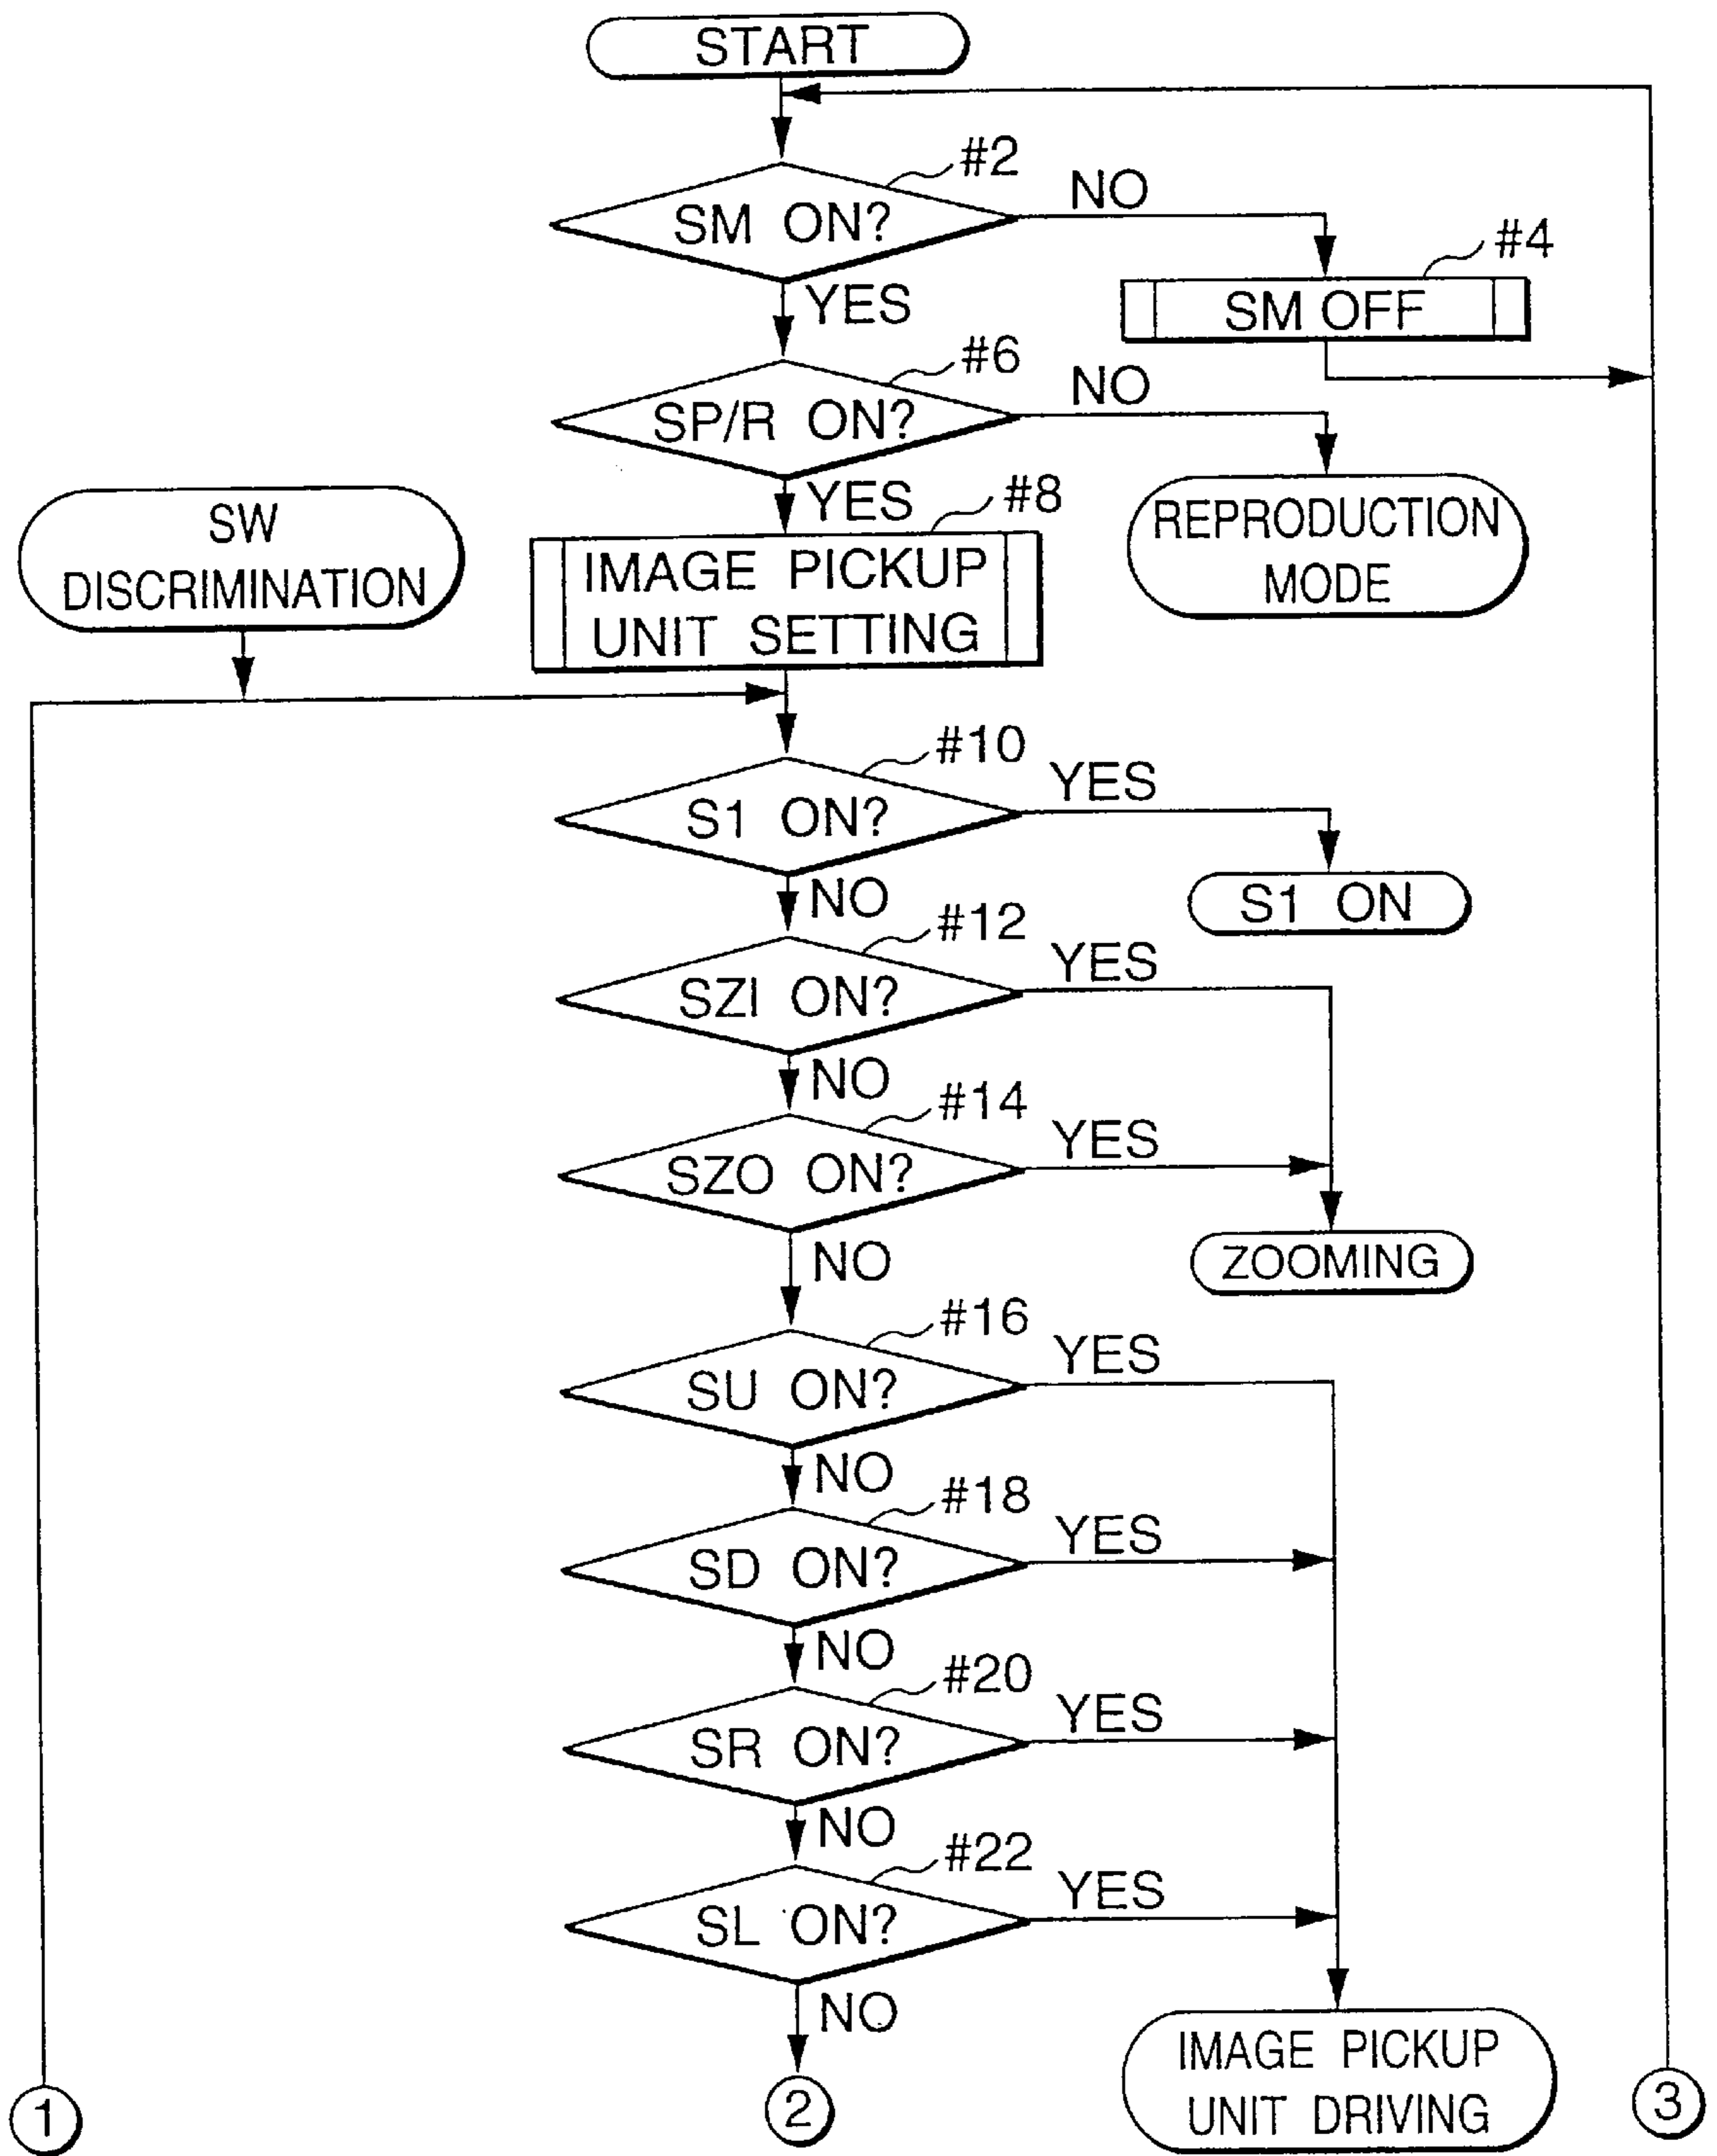 START
#2
SM ON?
NO
YES
#4
SM OFF
#6
SP/R ON?
NO
YES
REPRODUCTION
MODE
SW
DISCRIMINATION
#8
IMAGE PICKUP
UNIT SETTING
#10
S1 ON?
YES
NO
S1 ON
#12
SZI ON?
YES
NO
#14
SZO ON?
YES
NO
ZOOMING
#16
SU ON?
YES
NO
#18
SD ON?
YES
NO
#20
SR ON?
YES
NO
#22
SL ON?
YES
NO
IMAGE PICKUP
UNIT DRIVING
1
2
3